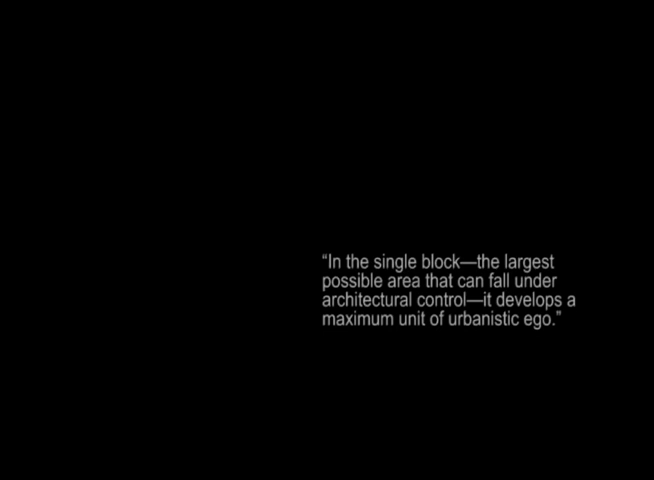 “In the single block—the largest
possible area that can fall under
architectural control—it develops a
maximum unit of urbanistic ego.”